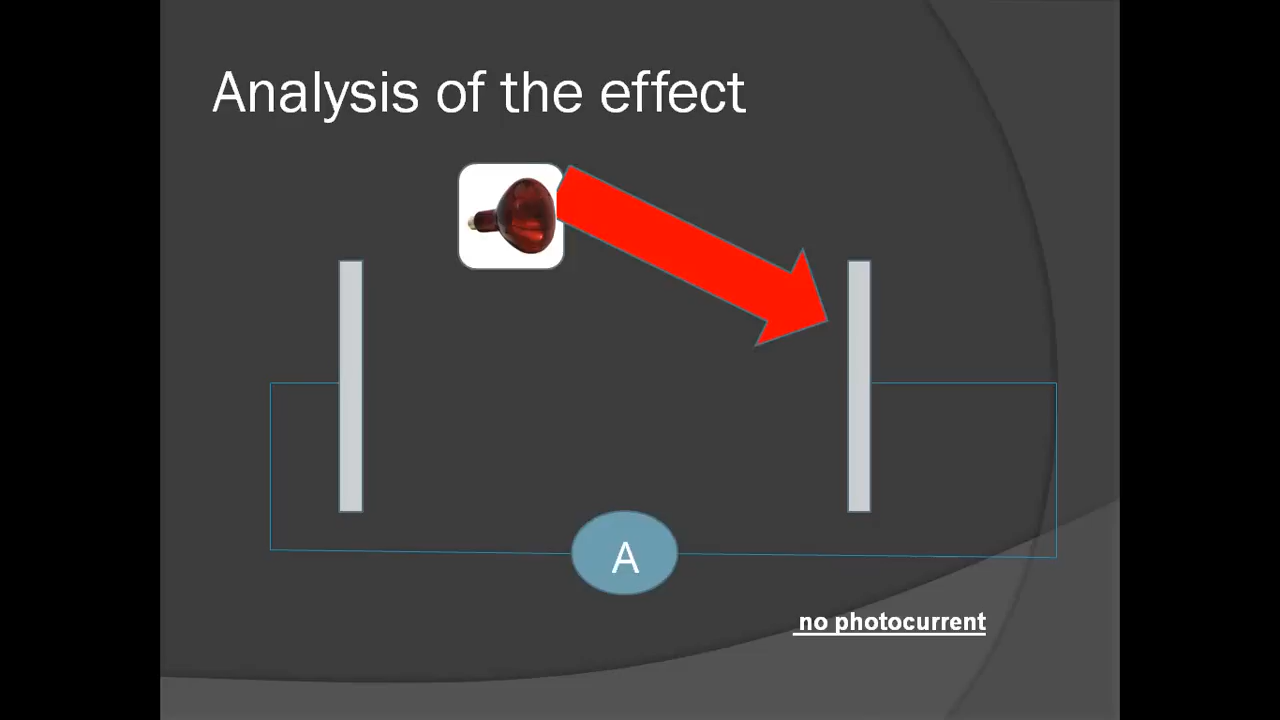 Analysis of the effect
A
no photocurrent